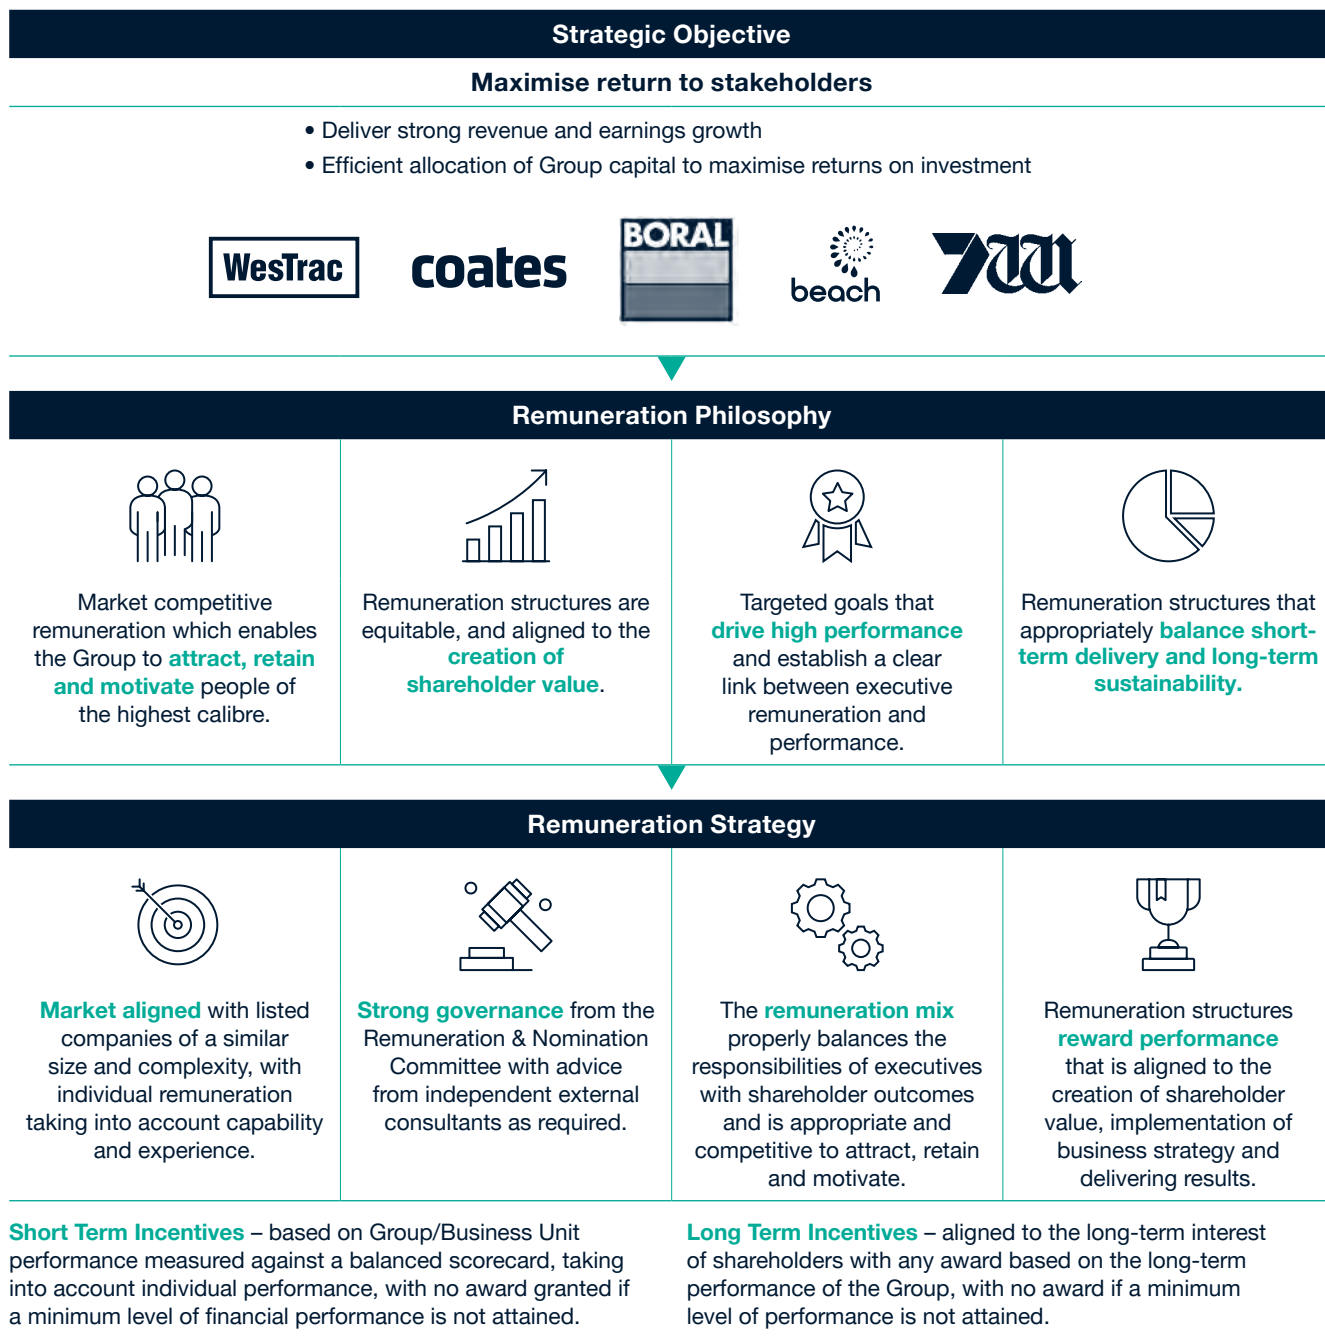 Strategic Objective
Maximise return to stakeholders
• Deliver strong revenue and earnings growth
• Efficient allocation of Group capital to maximise returns on investment
WesTrac
coates
BORAL
beach
7
Remuneration Philosophy
Market competitive
remuneration which enables
the Group to attract, retain
and motivate people of
the highest calibre.
Remuneration structures are
equitable, and aligned to the
creation of
shareholder value.
Targeted goals that
drive high performance
and establish a clear
link between executive
remuneration and
performance.
Remuneration structures that
appropriately balance short-
term delivery and long-term
sustainability.
Remuneration Strategy
Market aligned with listed
companies of a similar
size and complexity, with
individual remuneration
taking into account capability
and experience.
Strong governance from the
Remuneration & Nomination
Committee with advice
from independent external
consultants as required.
The remuneration mix
properly balances the
responsibilities of executives
with shareholder outcomes
and is appropriate and
competitive to attract, retain
and motivate.
Remuneration structures
reward performance
that is aligned to the
creation of shareholder
value, implementation of
business strategy and
delivering results.
Short Term Incentives – based on Group/Business Unit
performance measured against a balanced scorecard, taking
into account individual performance, with no award granted if
a minimum level of financial performance is not attained.
Long Term Incentives – aligned to the long-term interest
of shareholders with any award based on the long-term
performance of the Group, with no award if a minimum
level of performance is not attained.